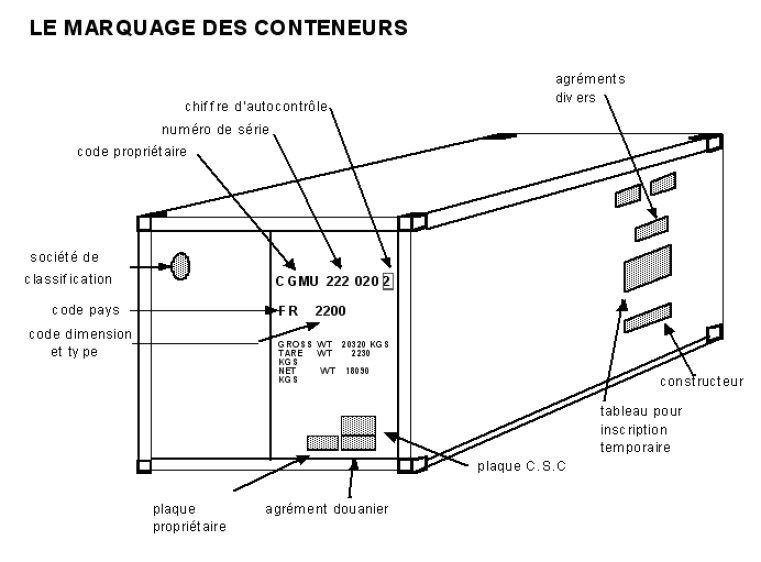 LE MARQUAGE DES CONTENEURS
agréments
divers
chiffre d'autocontrôle
numéro de série
code propriétaire
société de
classification
CGMU 222 020 2
code pays
FR 2200
code dimension
et type
GROSS WT 20320 KGS
TARE WT 2230
KGS
NET WT 18090
KGS
constructeur
tableau pour
inscription
temporaire
plaque C.S.C
plaque
propriétaire
agrément douanier